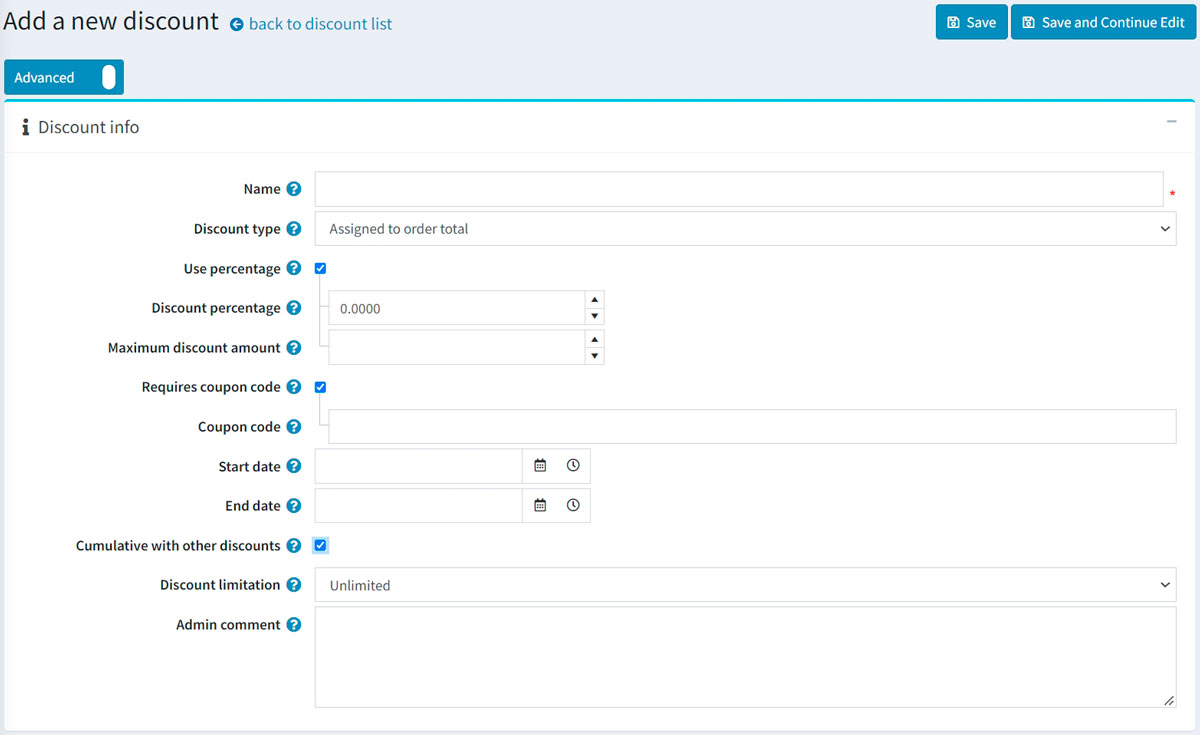 Add a new discount back to discount list Save Save and Continue Edit
Advanced
Discount info
Name *
Discount type Assigned to order total
Use percentage
Discount percentage 0.0000
Maximum discount amount
Requires coupon code
Coupon code
Start date
End date
Cumulative with other discounts
Discount limitation Unlimited
Admin comment